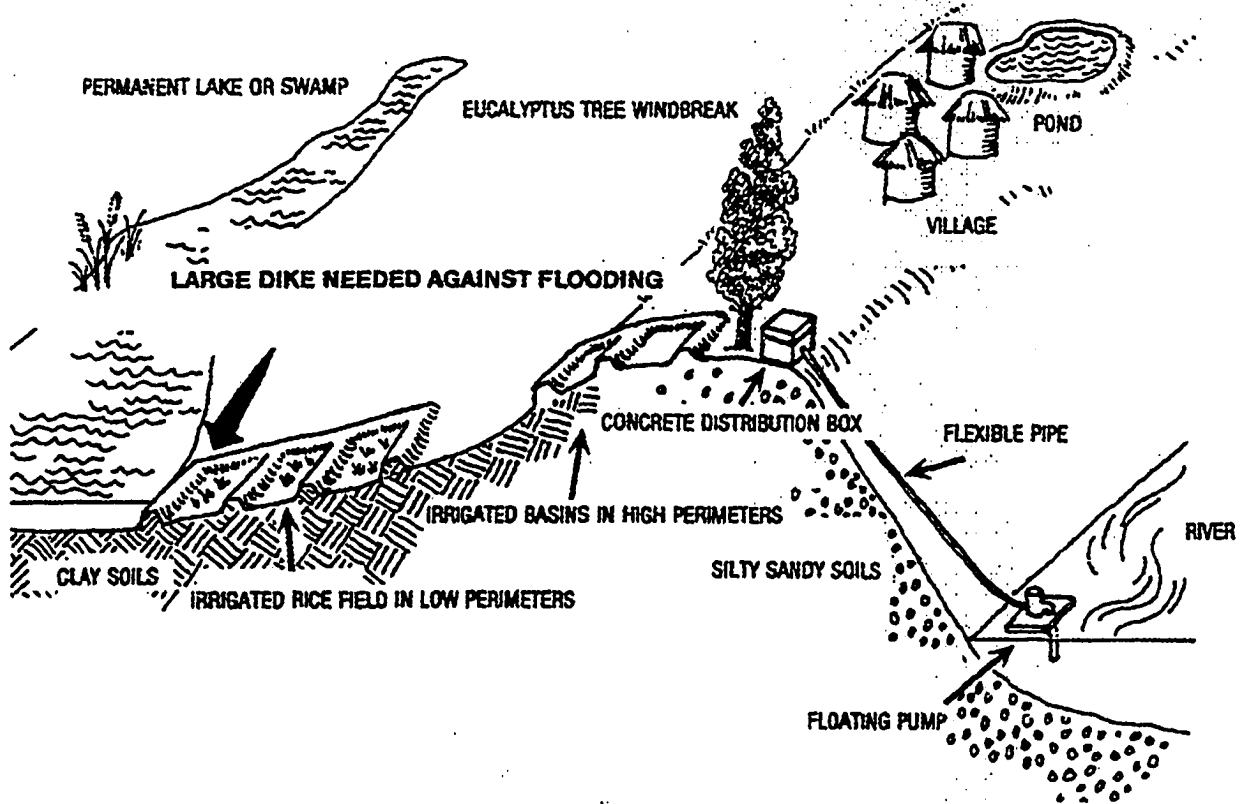 PERMANENT LAKE OR SWAMP
EUCALYPTUS TREE WINDBREAK
POND
VILLAGE
LARGE DIKE NEEDED AGAINST FLOODING
CONCRETE DISTRIBUTION BOX
FLEXIBLE PIPE
IRRIGATED BASINS IN HIGH PERIMETERS
RIVER
SILTY SANDY SOILS
CLAY SOILS
IRRIGATED RICE FIELD IN LOW PERIMETERS
FLOATING PUMP